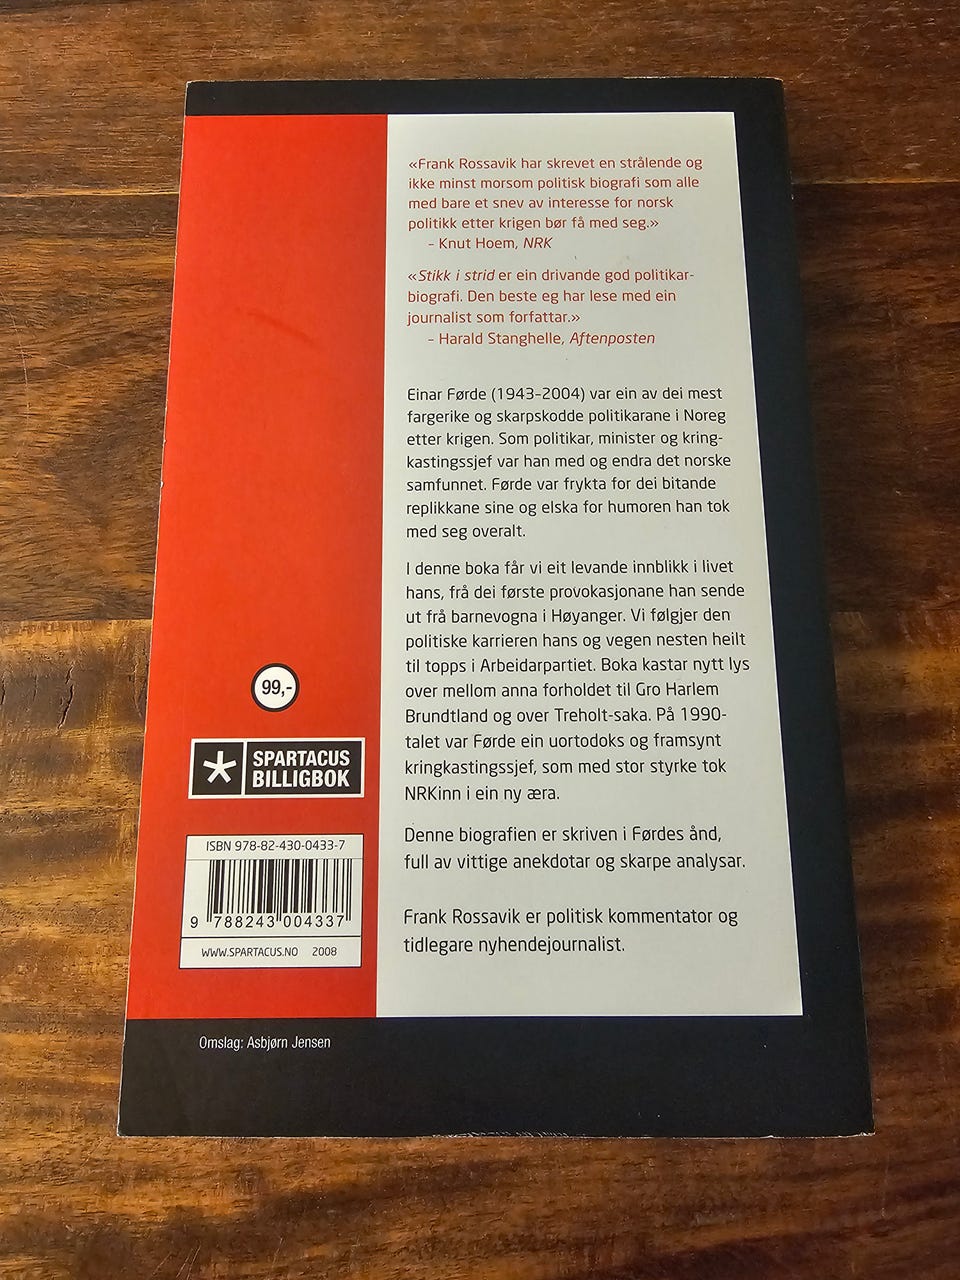 «Frank Rossavik har skrevet en strålende og
ikke minst morsom politisk biografi som alle
med bare et snev av interesse for norsk
politikk etter krigen bør få med seg.»
– Knut Hoem, NRK
«Stikk i strid er ein drivande god politikar-
biografi. Den beste eg har lese med ein
journalist som forfattar.»
– Harald Stanghelle, Aftenposten
Einar Førde (1943–2004) var ein av dei mest
fargerike og skarpskodde politikarane i Noreg
etter krigen. Som politikar, minister og kring-
kastingssjef var han med og endra det norske
samfunnet. Førde var frykta for dei bitande
replikkane sine og elska for humoren han tok
med seg overalt.
I denne boka får vi eit levande innblikk i livet
hans, frå dei første provokasjonane han sende
ut frå barnevogna i Høyanger. Vi følgjer den
politiske karrieren hans og vegen nesten heilt
til topps i Arbeidarpartiet. Boka kastar nytt lys
over mellom anna forholdet til Gro Harlem
Brundtland og over Treholt-saka. På 1990-
talet var Førde ein uortodoks og framsynt
kringkastingssjef, som med stor styrke tok
NRKinn i ein ny æra.
Denne biografien er skriven iFørdes ånd,
full av vittige anekdotar og skarpe analysar.
Frank Rossavik er politisk kommentator og
tidlegare nyhendejournalist.
99,-
SPARTACUS
BILLIGBOK
ISBN 978-82-430-0433-7
9 788243 004337
WWW.SPARTACUS.NO 2008
Omslag: Asbjørn Jensen